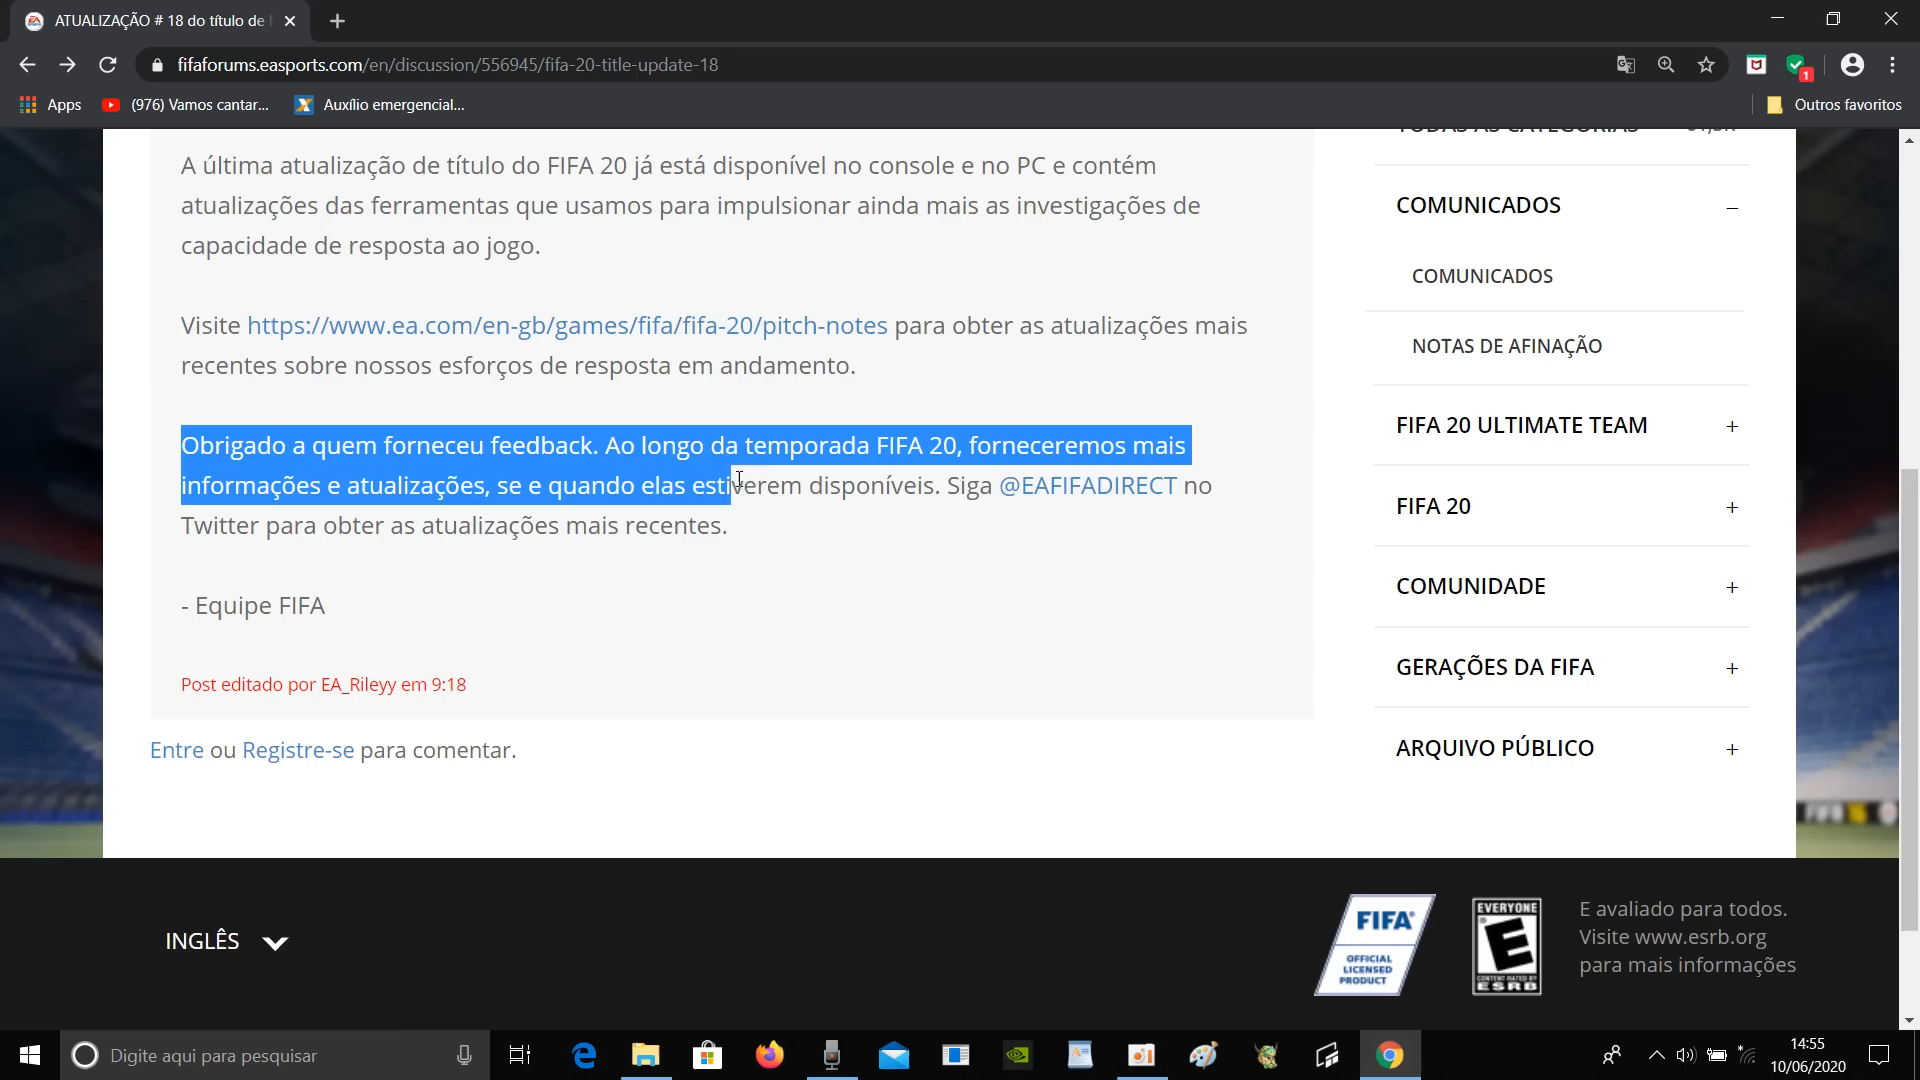 ATUALIZAÇÃO # 18 do título de
fifaforums.easports.com/en/discussion/556945/fifa-20-title-update-18
1
Apps
(976) Vamos cantar...
Auxílio emergencial...
Outros favoritos
A última atualização de título do FIFA 20 já está disponível no console e no PC e contém
atualizações das ferramentas que usamos para impulsionar ainda mais as investigações de
capacidade de resposta ao jogo.
Visite https://www.ea.com/en-gb/games/fifa/fifa-20/pitch-notes para obter as atualizações mais
recentes sobre nossos esforços de resposta em andamento.
Obrigado a quem forneceu feedback. Ao longo da temporada FIFA 20, forneceremos mais
informações e atualizações, se e quando elas estiverem disponíveis. Siga @EAFIFADIRECT no
Twitter para obter as atualizações mais recentes.
- Equipe FIFA
Post editado por EA_Rileyy em 9:18
Entre ou Registre-se para comentar.
TODAS AS CATEGORIAS
COMUNICADOS –
COMUNICADOS
NOTAS DE AFINAÇÃO
FIFA 20 ULTIMATE TEAM +
FIFA 20 +
COMUNIDADE +
GERAÇÕES DA FIFA +
ARQUIVO PÚBLICO +
INGLÊS
FIFA
OFFICIAL
LICENSED
PRODUCT
EVERYONE
E
CONTENT RATED BY
ESRB
E avaliado para todos.
Visite www.esrb.org
para mais informações
Digite aqui para pesquisar
14:55
10/06/2020